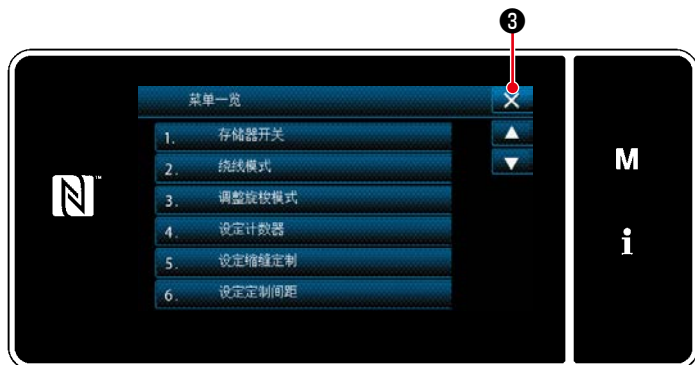 ❸
菜单一览
1. 存储器开关
2. 绕线模式
3. 调整旋梭模式
4. 设定计数器
5. 设定缩缝定制
6. 设定定制间距
M
i